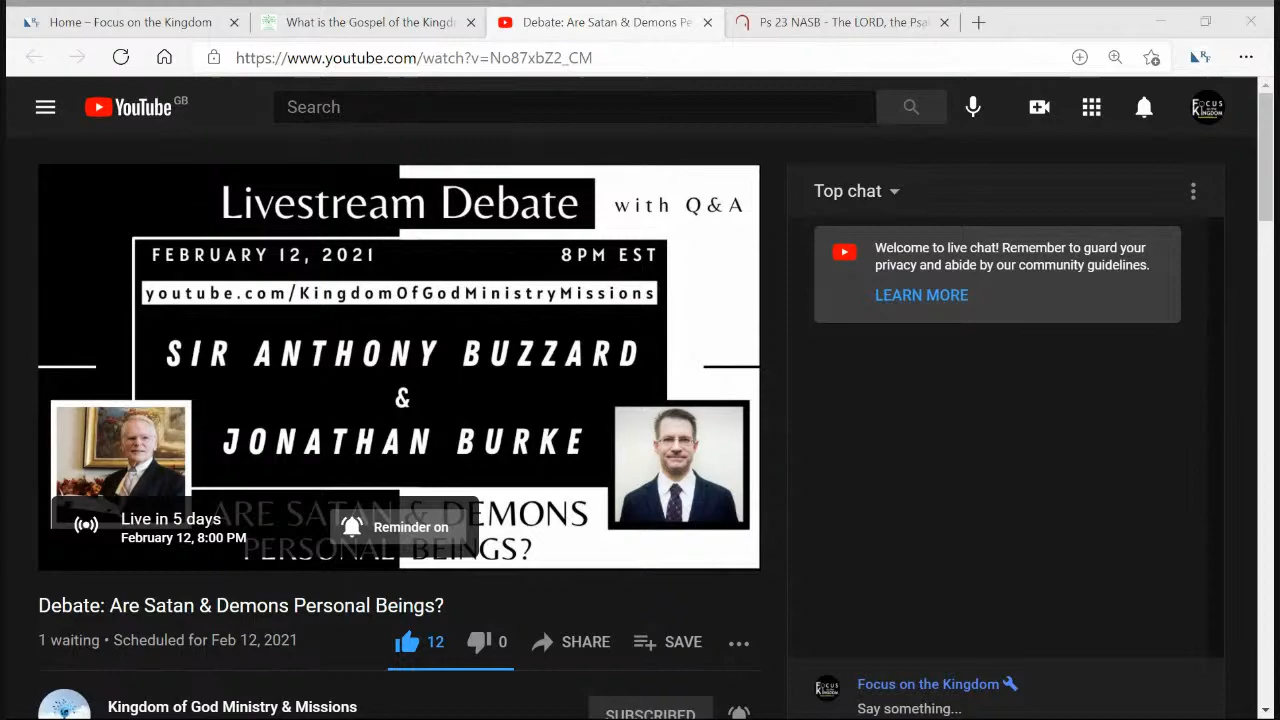 Home – Focus on the Kingdom
What is the Gospel of the Kingd
Debate: Are Satan & Demons Pe
Ps 23 NASB - The LORD, the Psa
https://www.youtube.com/watch?v=No87xbZ2_CM
YouTube GB
Search
Livestream Debate
with Q&A
FEBRUARY 12, 2021
8PM EST
youtube.com/KingdomOfGodMinistryMissions
SIR ANTHONY BUZZARD
&
JONATHAN BURKE
ARE SATAN & DEMONS
PERSONAL BEINGS?
Live in 5 days
February 12, 8:00 PM
Reminder on
Debate: Are Satan & Demons Personal Beings?
1 waiting • Scheduled for Feb 12, 2021
12
0
SHARE
SAVE
Kingdom of God Ministry & Missions
SUBSCRIBED
Top chat
Welcome to live chat! Remember to guard your
privacy and abide by our community guidelines.
LEARN MORE
Focus on the Kingdom
Say something...